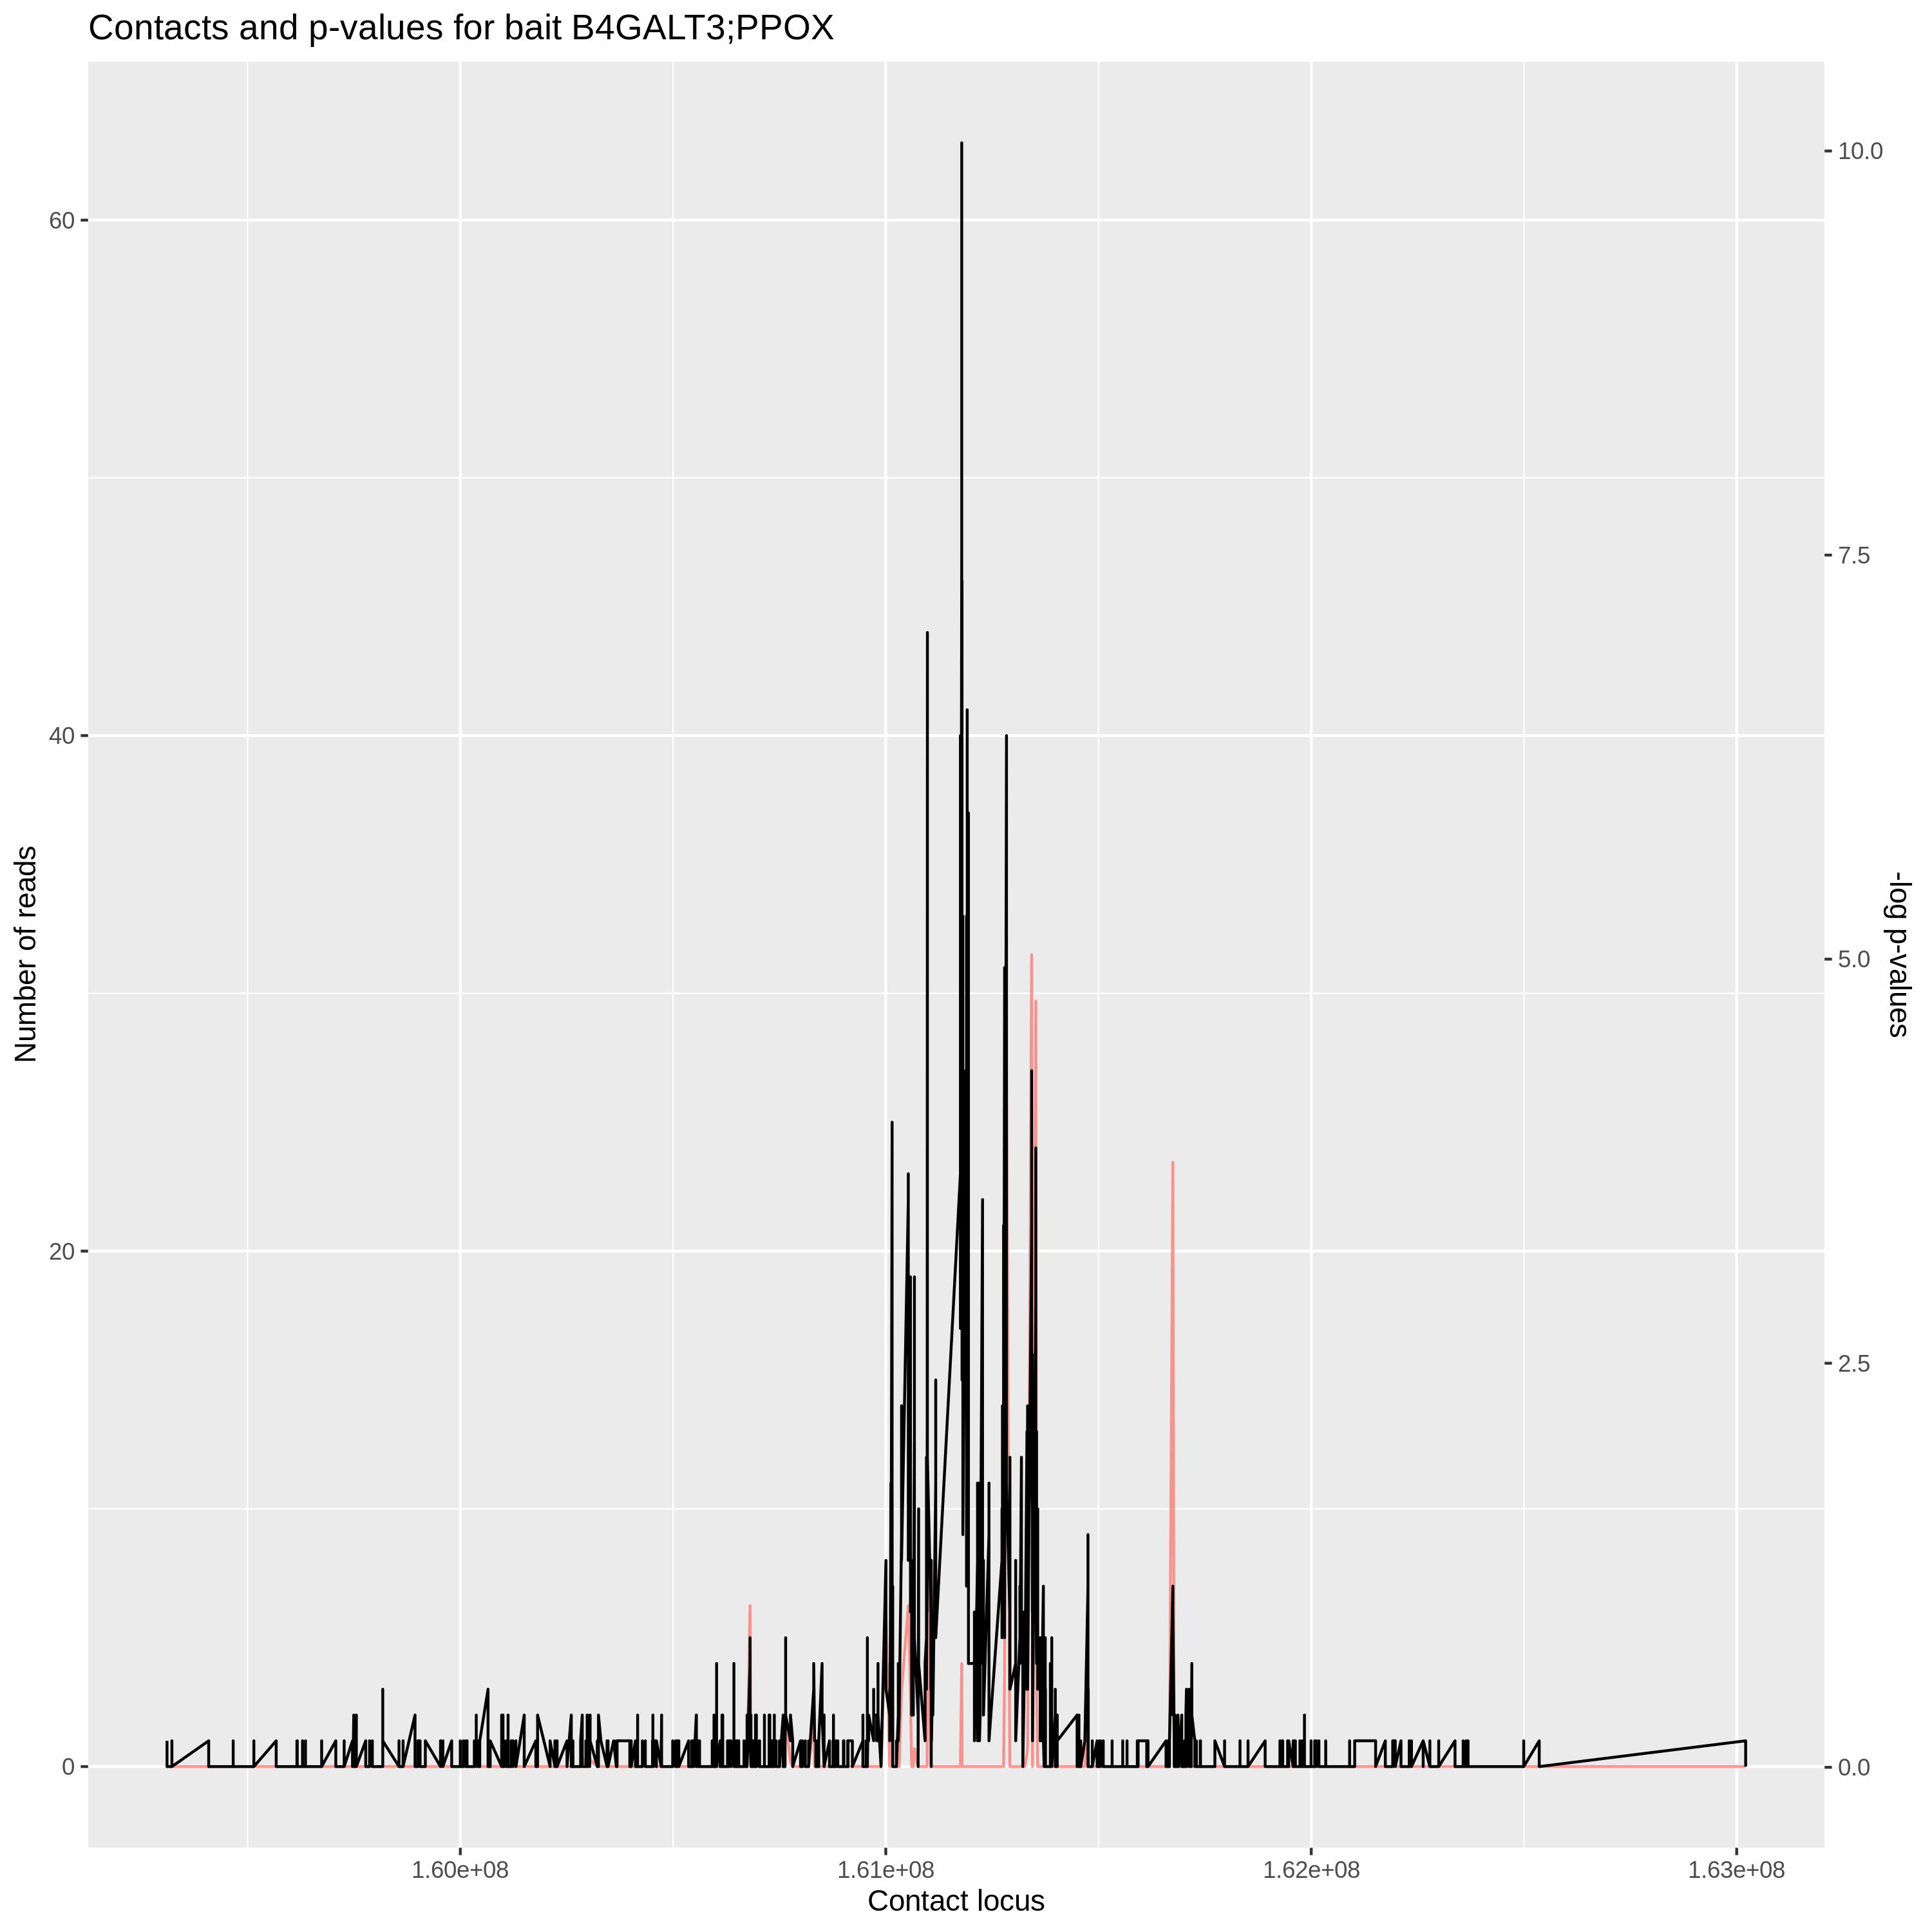 Contacts and p-values for bait B4GALT3;PPOX
Number of reads
60
40
20
0
10.0
7.5
5.0
2.5
0.0
-log p-values
1.60e+08 1.61e+08 1.62e+08 1.63e+08
Contact locus